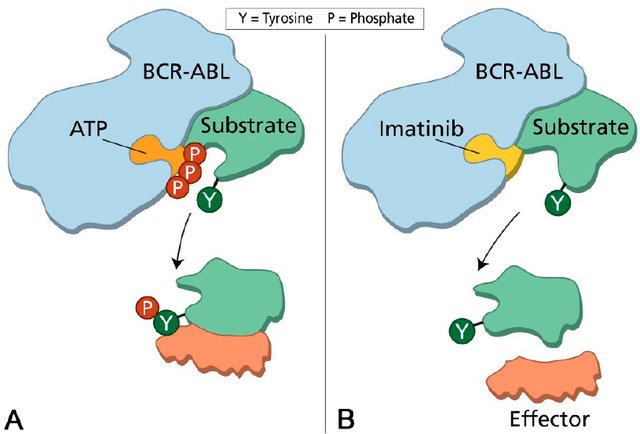 Y = Tyrosine P = Phosphate
BCR-ABL
ATP
Substrate
P
P
P
Y
P
Y
A
BCR-ABL
Imatinib
Substrate
Y
Y
Effector
B